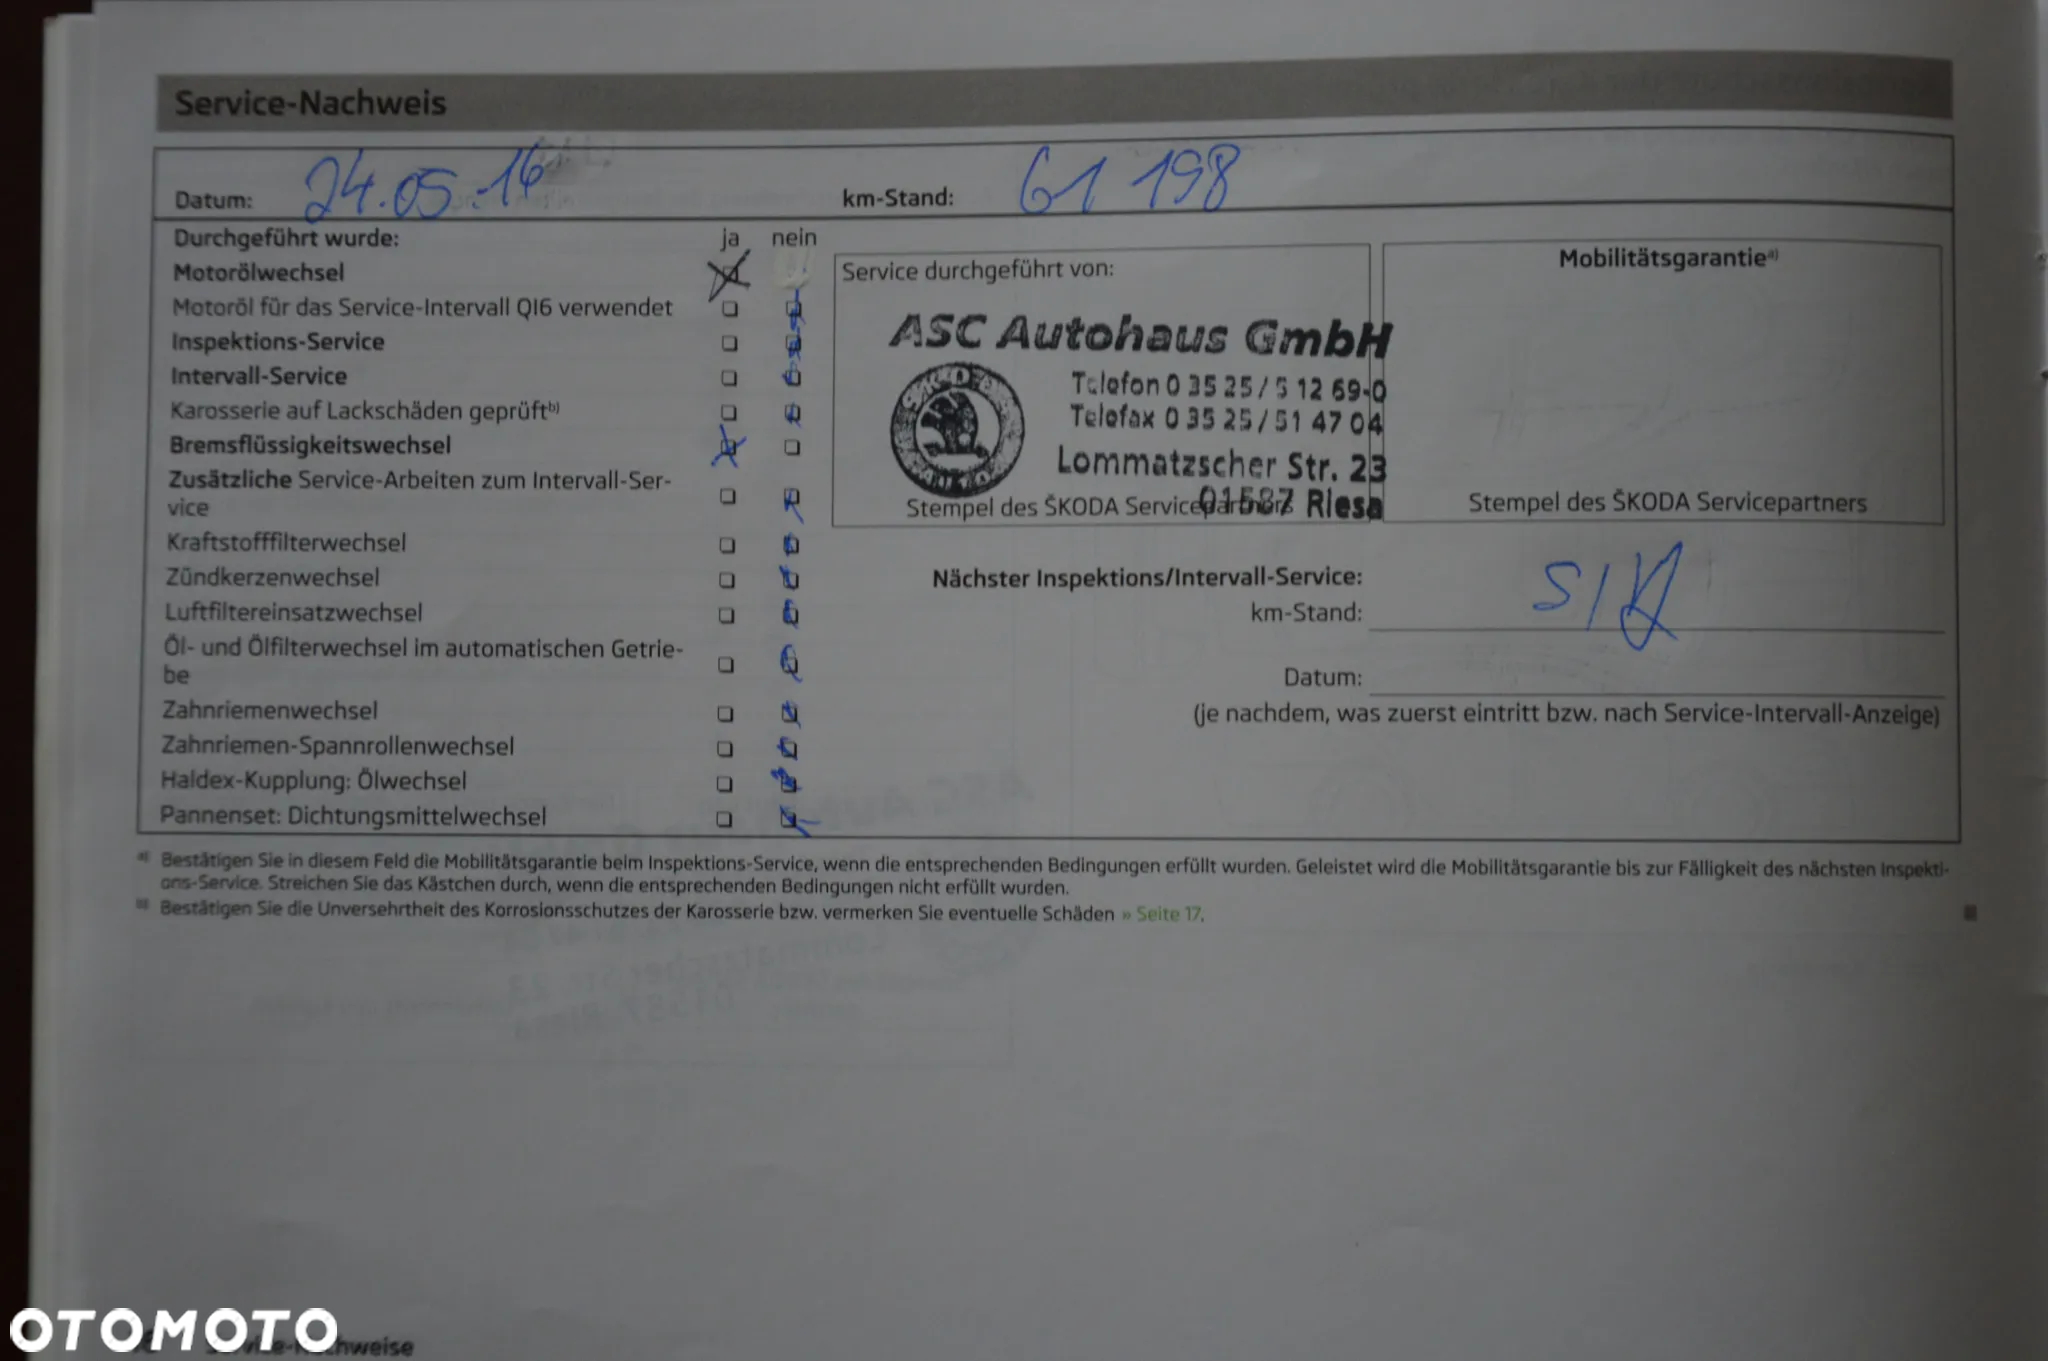 Service-Nachweis
Datum: 24.05.16 km-Stand: 61 198
Durchgeführt wurde: ja nein
Motorölwechsel
Motoröl für das Service-Intervall QI6 verwendet
Inspektions-Service
Intervall-Service
Karosserie auf Lackschäden geprüft b)
Bremsflüssigkeitswechsel
Zusätzliche Service-Arbeiten zum Intervall-Ser-
vice
Kraftstofffilterwechsel
Zündkerzenwechsel
Luftfiltereinsatzwechsel
Öl- und Ölfilterwechsel im automatischen Getrie-
be
Zahnriemenwechsel
Zahnriemen-Spannrollenwechsel
Haldex-Kupplung: Ölwechsel
Pannenset: Dichtungsmittelwechsel
Service durchgeführt von:
ASC Autohaus GmbH
SKODA
Telefon 0 35 25 / 5 12 69-0
Telefax 0 35 25 / 51 47 04
Lommatzscher Str. 23
01587 Riesa
Stempel des ŠKODA Servicepartners
Mobilitätsgarantie a)
Stempel des ŠKODA Servicepartners
Nächster Inspektions/Intervall-Service:
km-Stand:
Datum:
(je nachdem, was zuerst eintritt bzw. nach Service-Intervall-Anzeige)
a) Bestätigen Sie in diesem Feld die Mobilitätsgarantie beim Inspektions-Service, wenn die entsprechenden Bedingungen erfüllt wurden. Geleistet wird die Mobilitätsgarantie bis zur Fälligkeit des nächsten Inspekti-
ons-Service. Streichen Sie das Kästchen durch, wenn die entsprechenden Bedingungen nicht erfüllt wurden.
b) Bestätigen Sie die Unversehrtheit des Korrosionsschutzes der Karosserie bzw. vermerken Sie eventuelle Schäden » Seite 17.
OTOMOTO
Service-Nachweise